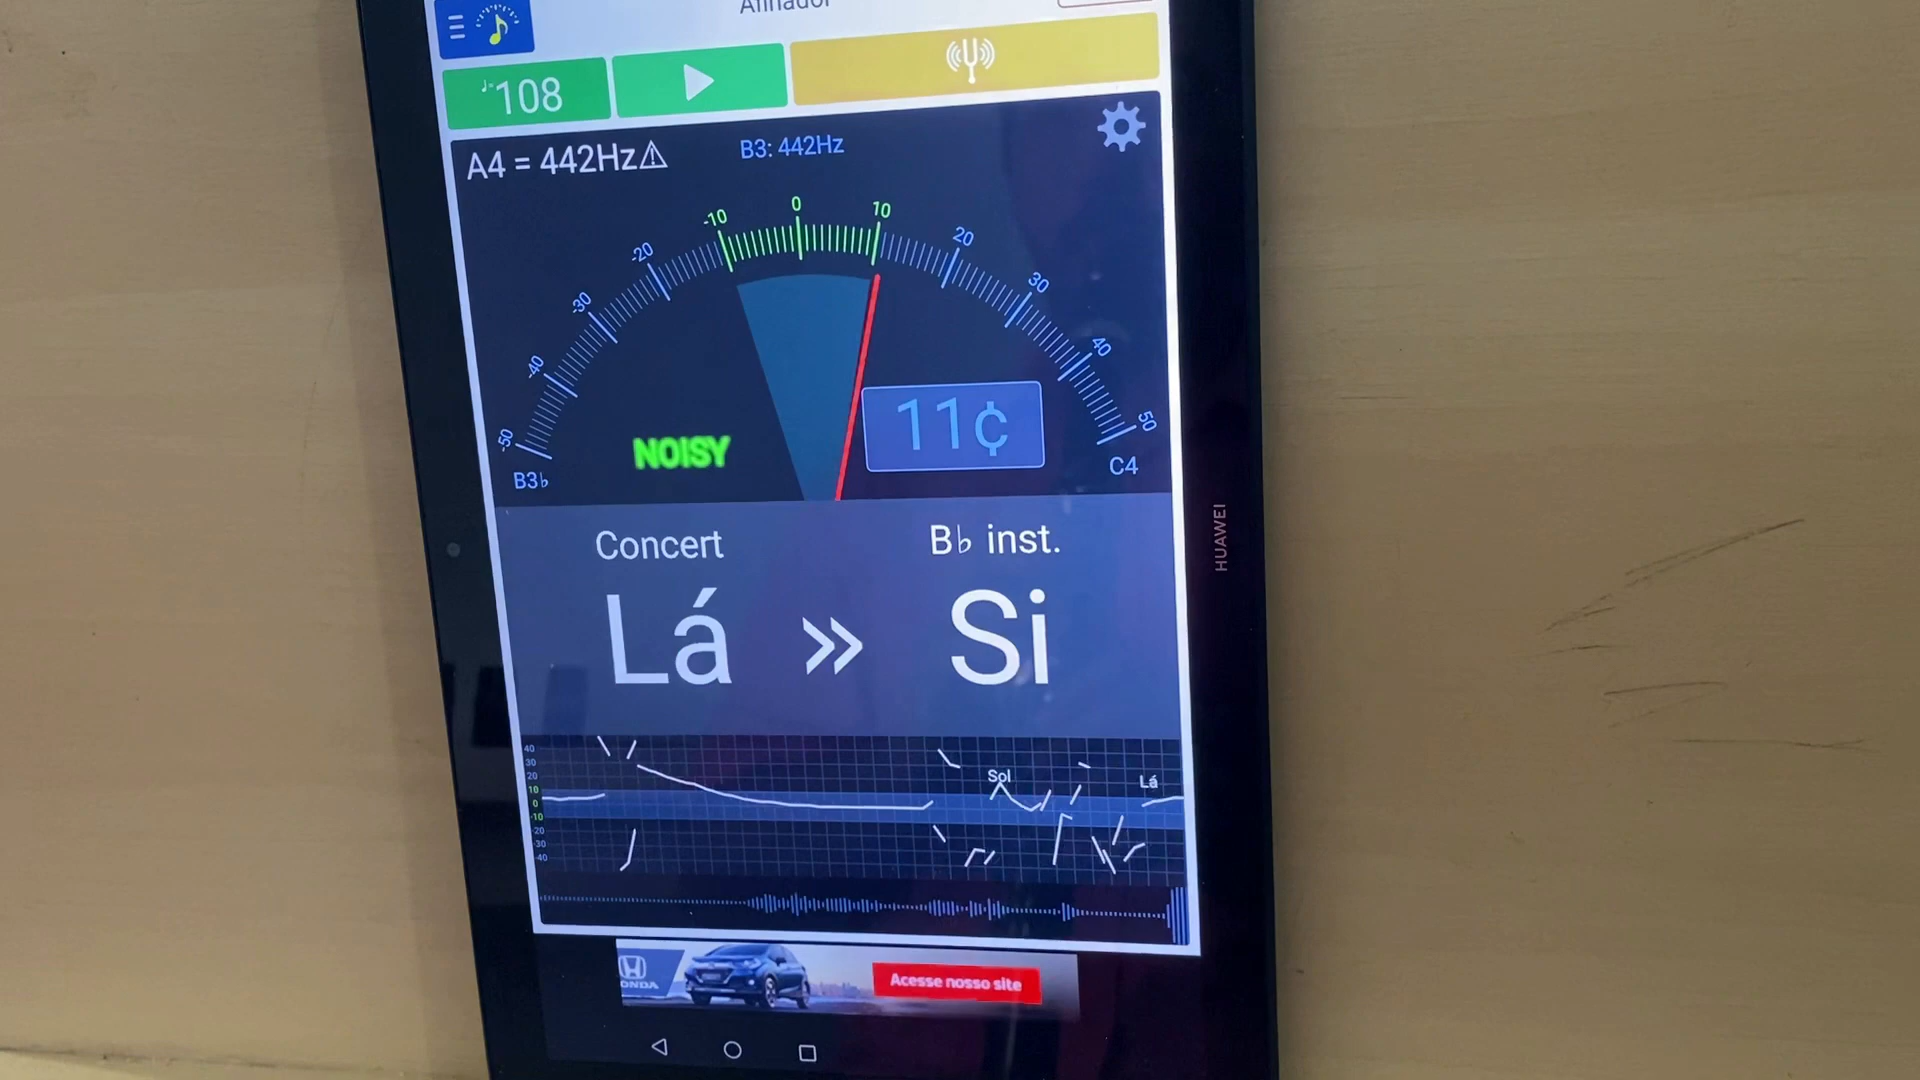 Afinador
♩=108
A4 = 442Hz⚠
B3: 442Hz
-50 -40 -30 -20 -10 0 10 20 30 40 50
NOISY
11¢
B3♭
C4
Concert
B♭ inst.
Lá » Si
40
30
20
10
0
-10
-20
-30
-40
Sol
Lá
HONDA
Acesse nosso site
HUAWEI